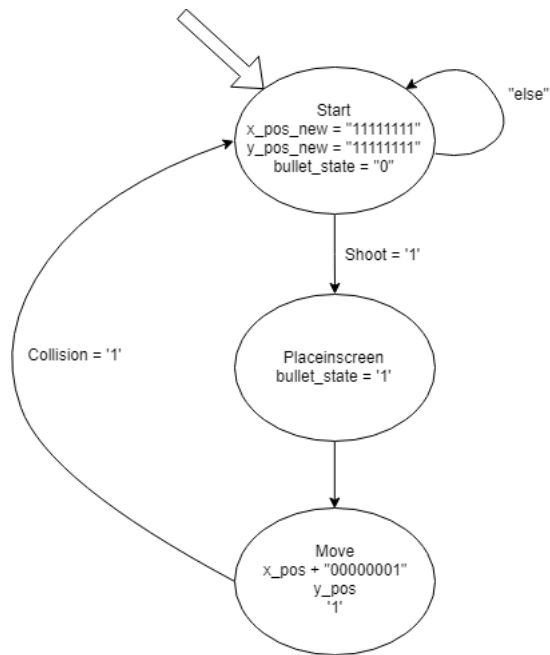 Start
x_pos_new = "11111111"
y_pos_new = "11111111"
bullet_state = "0"
"else"
Shoot = '1'
Collision = '1'
Placeinscreen
bullet_state = '1'
Move
x_pos + "00000001"
y_pos
'1'